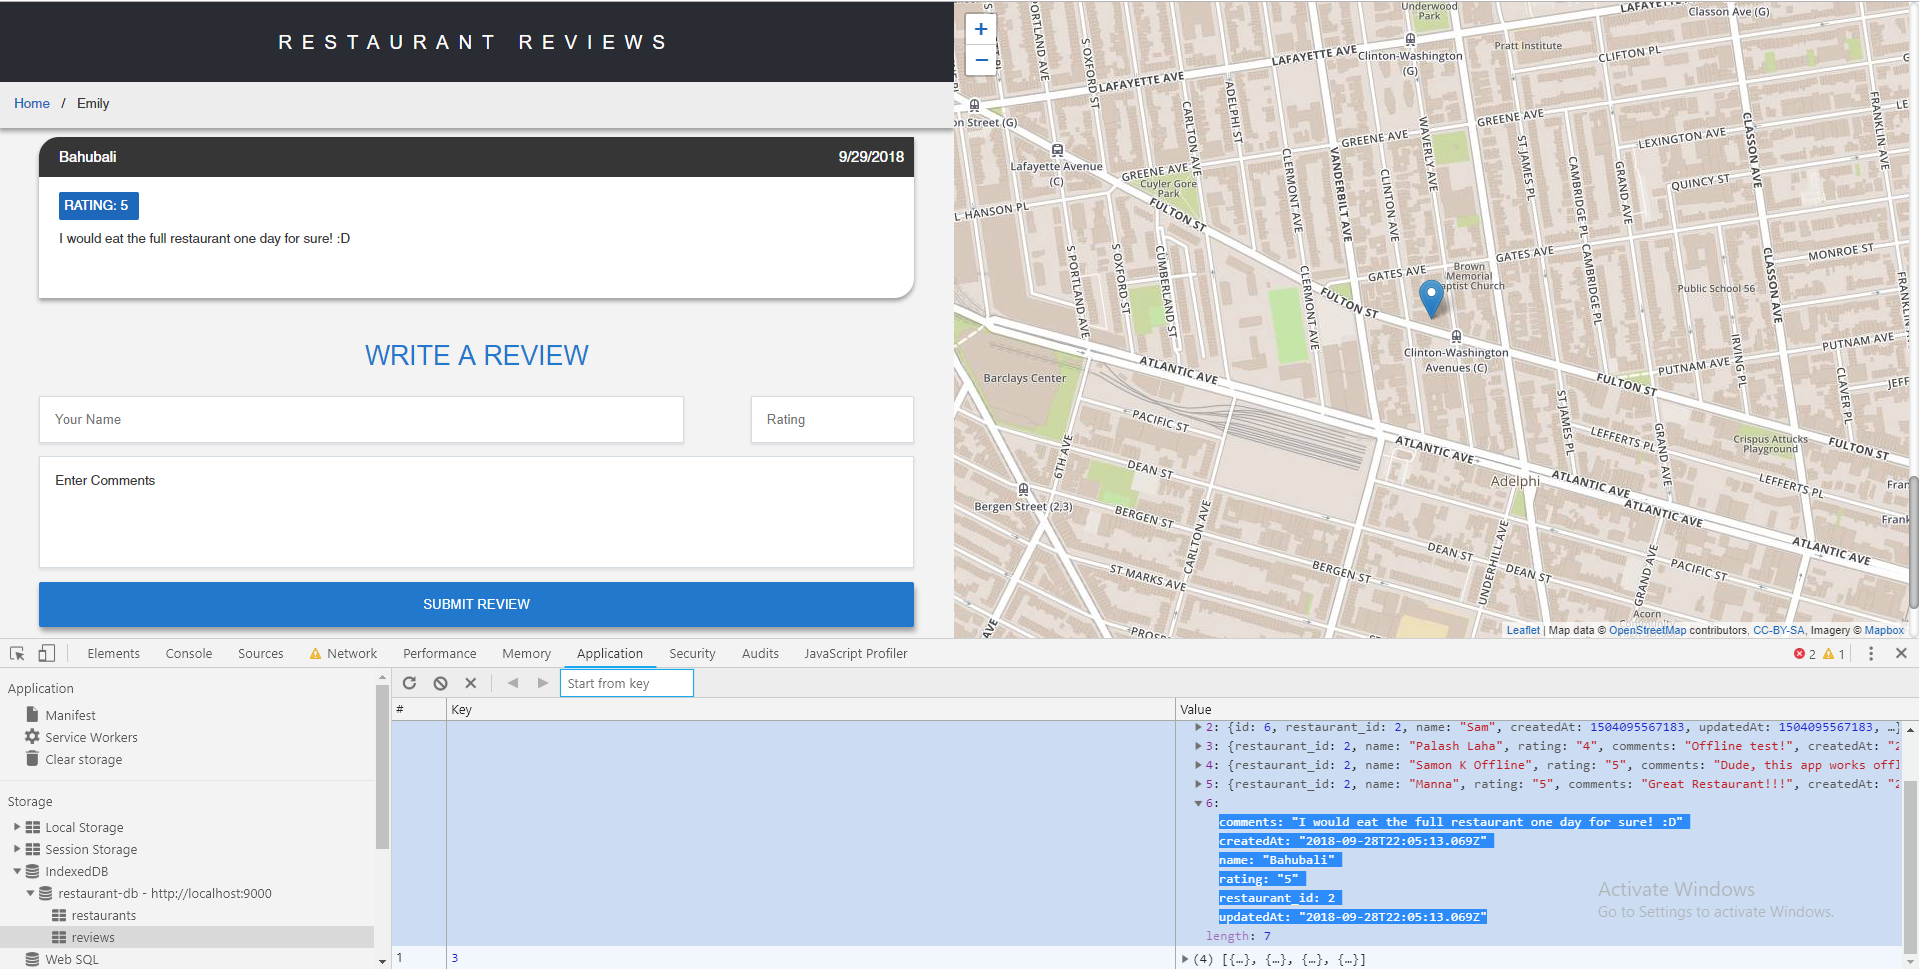 RESTAURANT REVIEWS
Home / Emily
Bahubali 9/29/2018
RATING: 5
I would eat the full restaurant one day for sure! :D
WRITE A REVIEW
Your Name Rating
Enter Comments
SUBMIT REVIEW
+
−
Underwood
Park
LAFAYETTE AVE
Classon Ave (G)
Pratt Institute
CLIFTON PL
Clinton-Washington
(G)
LAFAYETTE AVE
LAFAYETTE AVE
S OXFORD ST
CARLTON AVE
ADELPHI ST
on Street (G)
GREENE AVE
GREENE AVE
LEXINGTON AVE
CLASSON AVE
FRANKLIN AVE
Lafayette Avenue
(C)
GREENE AVE
Cuyler Gore
Park
CLERMONT AVE
VANDERBILT AVE
CLINTON AVE
WAVERLY AVE
ST JAMES PL
CAMBRIDGE PL
GRAND AVE
QUINCY ST
L HANSON PL
FULTON ST
MONROE ST
S PORTLAND AVE
S OXFORD ST
CUMBERLAND ST
CLERMONT AVE
GATES AVE
GATES AVE
Brown
Memorial
aptist Church
CAMBRIDGE PL
Public School 56
CLASSON AVE
FULTON ST
Clinton-Washington
Avenues (C)
IRVING PL
PUTNAM AVE
PUTNAM AVE
Barclays Center
ATLANTIC AVE
FULTON ST
CLAVER PL
JEFF
PACIFIC ST
ST JAMES PL
LEFFERTS PL
GRAND AVE
Crispus Attucks
Playground
FULTON ST
6TH AVE
DEAN ST
ATLANTIC AVE
Adelphi
ATLANTIC AVE
ATLANTIC AVE
LEFFERTS PL
Fran
Bergen Street (2,3)
BERGEN ST
CARLTON AVE
Frank
ATLANTIC AVE
ST MARKS AVE
BERGEN ST
UNDERHILL AVE
DEAN ST
DEAN ST
GRAND AVE
PACIFIC ST
Acorn
PROSP
Leaflet | Map data © OpenStreetMap contributors, CC-BY-SA, Imagery © Mapbox
Elements Console Sources Network Performance Memory Application Security Audits JavaScript Profiler 2 1
Application
Manifest
Service Workers
Clear storage
Storage
Local Storage
Session Storage
IndexedDB
restaurant-db - http://localhost:9000
restaurants
reviews
Web SQL
Start from key
# Key Value
2: {id: 6, restaurant_id: 2, name: "Sam", createdAt: 1504095567183, updatedAt: 1504095567183, …}
3: {restaurant_id: 2, name: "Palash Laha", rating: "4", comments: "Offline test!", createdAt: "2
4: {restaurant_id: 2, name: "Samon K Offline", rating: "5", comments: "Dude, this app works offl
5: {restaurant_id: 2, name: "Manna", rating: "5", comments: "Great Restaurant!!!", createdAt: "2
6:
comments: "I would eat the full restaurant one day for sure! :D"
createdAt: "2018-09-28T22:05:13.069Z"
name: "Bahubali"
rating: "5"
restaurant_id: 2
updatedAt: "2018-09-28T22:05:13.069Z"
length: 7
1 3 (4) [{…}, {…}, {…}, {…}]
Activate Windows
Go to Settings to activate Windows.